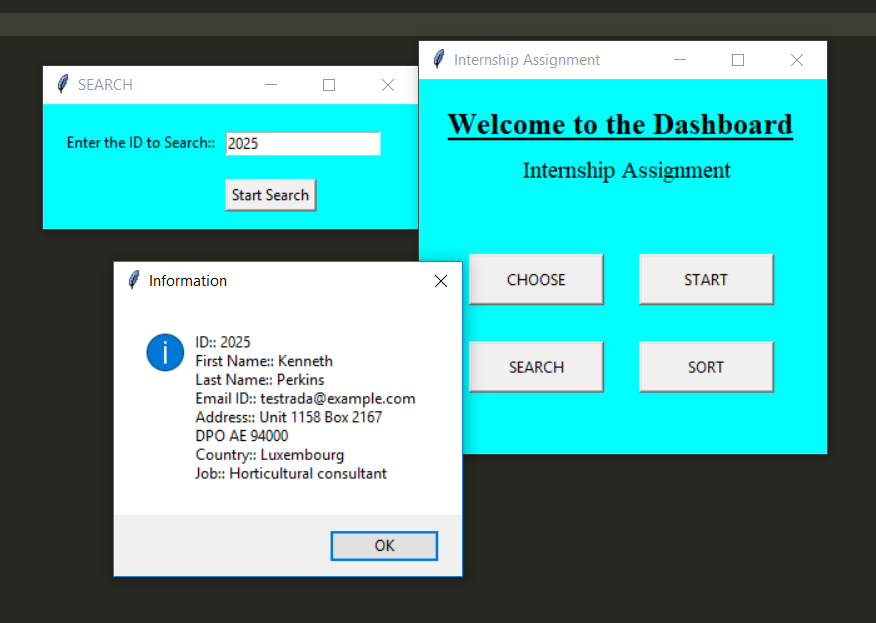 SEARCH
Enter the ID to Search::
2025
Start Search
Internship Assignment
Welcome to the Dashboard
Internship Assignment
CHOOSE
START
SEARCH
SORT
Information
ID:: 2025
First Name:: Kenneth
Last Name:: Perkins
Email ID:: testrada@example.com
Address:: Unit 1158 Box 2167
DPO AE 94000
Country:: Luxembourg
Job:: Horticultural consultant
OK